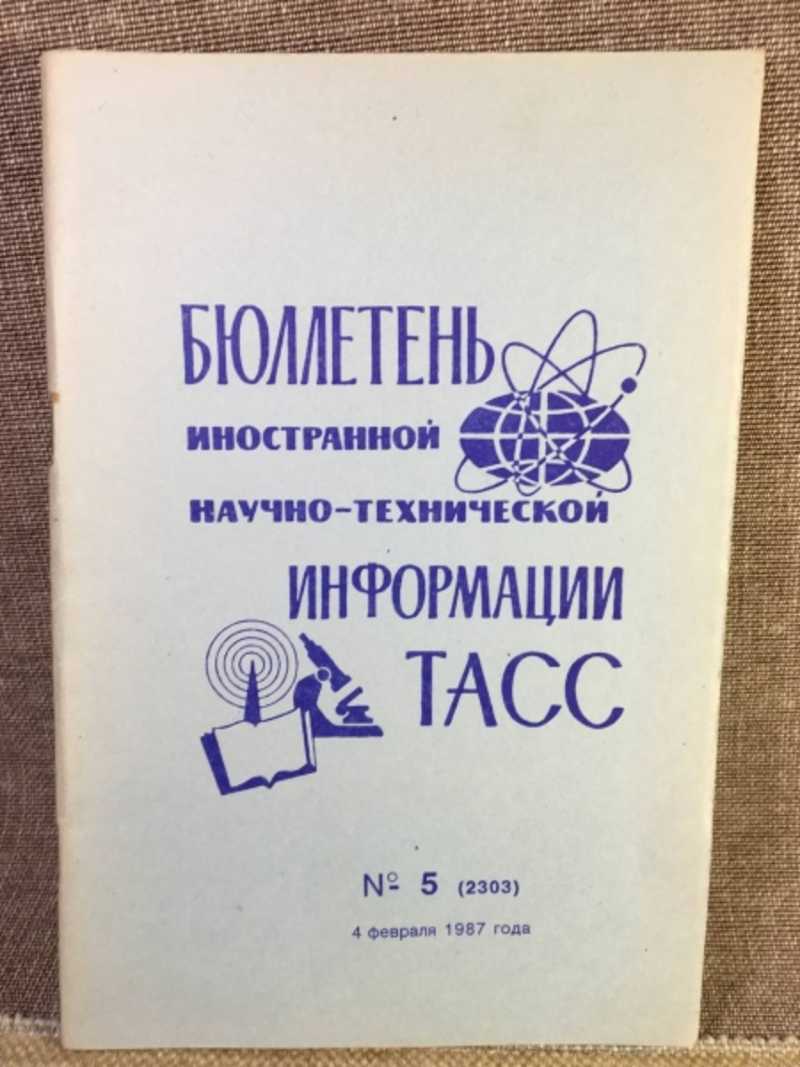 БЮЛЛЕТЕНЬ
ИНОСТРАННОЙ
НАУЧНО-ТЕХНИЧЕСКОЙ
ИНФОРМАЦИИ
ТАСС
№ 5 (2303)
4 февраля 1987 года